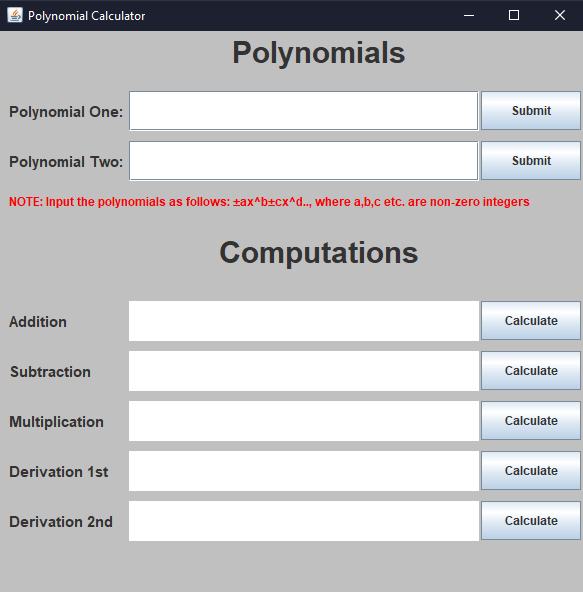 Polynomial Calculator
Polynomials
Polynomial One: Submit
Polynomial Two: Submit
NOTE: Input the polynomials as follows: ±ax^b±cx^d.., where a,b,c etc. are non-zero integers
Computations
Addition Calculate
Subtraction Calculate
Multiplication Calculate
Derivation 1st Calculate
Derivation 2nd Calculate